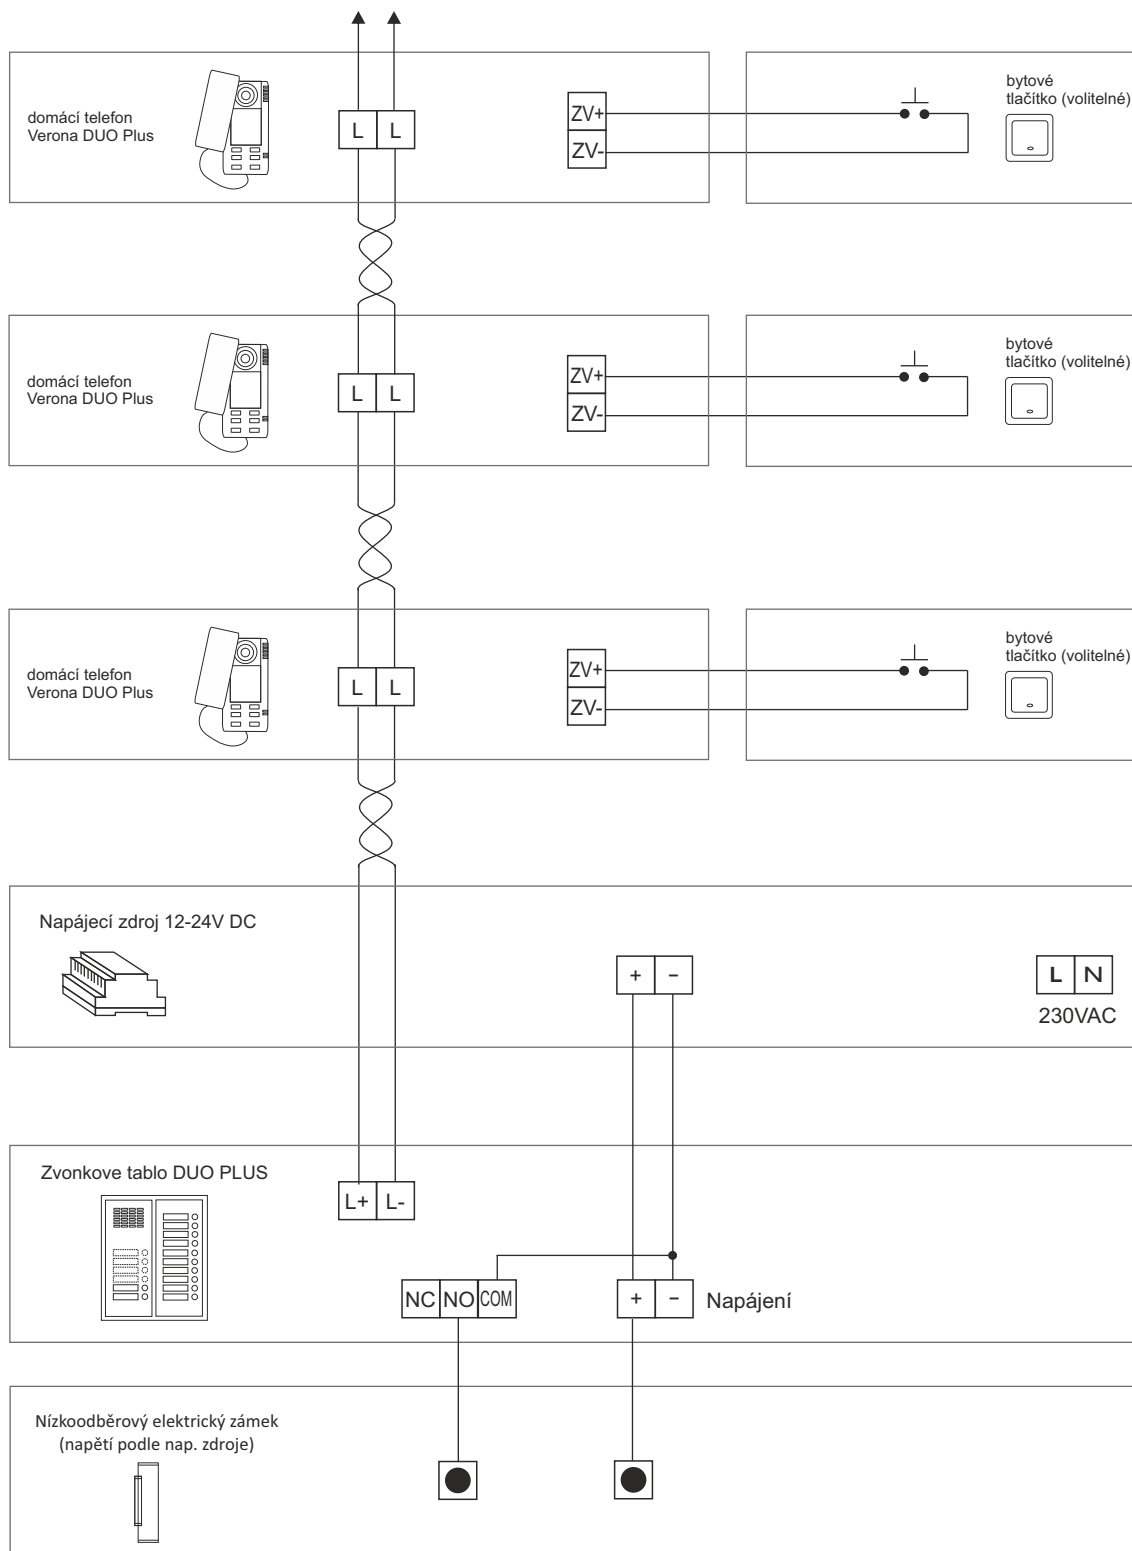 domácí telefon
Verona DUO Plus
L L
ZV+
ZV-
bytové
tlačítko (volitelné)
domácí telefon
Verona DUO Plus
L L
ZV+
ZV-
bytové
tlačítko (volitelné)
domácí telefon
Verona DUO Plus
L L
ZV+
ZV-
bytové
tlačítko (volitelné)
Napájecí zdroj 12-24V DC
+ -
L N
230VAC
Zvonkove tablo DUO PLUS
L+ L-
NC NO COM
+ -
Napájení
Nízkoodběrový elektrický zámek
(napětí podle nap. zdroje)